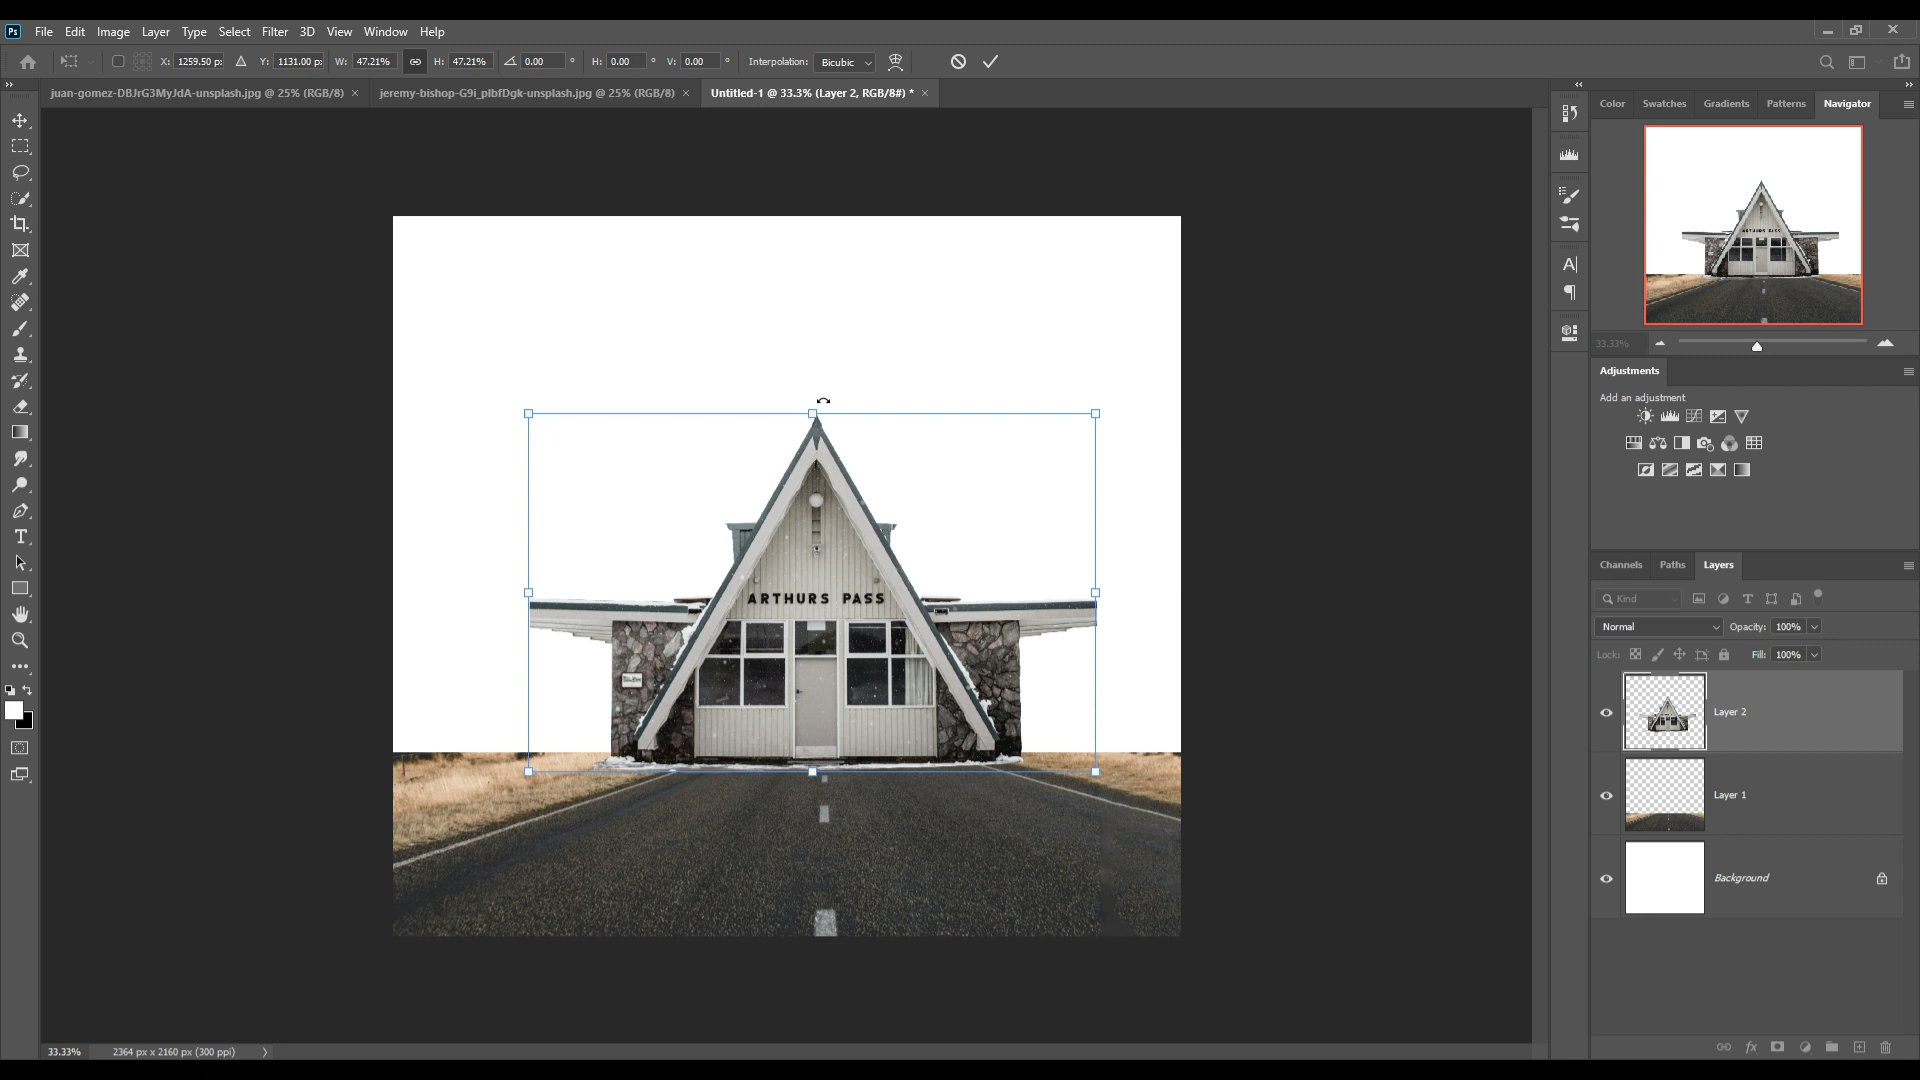 Ps File Edit Image Layer Type Select Filter 3D View Window Help
X: 1259.50 p Y: 1131.00 p W: 47.21% H: 47.21% 0.00 ° H: 0.00 ° V: 0.00 ° Interpolation: Bicubic
juan-gomez-DBJrG3MyJdA-unsplash.jpg @ 25% (RGB/8) × jeremy-bishop-G9i_plbfDgk-unsplash.jpg @ 25% (RGB/8) × Untitled-1 @ 33.3% (Layer 2, RGB/8#) * ×
Color Swatches Gradients Patterns Navigator
33.33%
Adjustments
Add an adjustment
ARTHURS PASS
Channels Paths Layers
Kind
Normal Opacity: 100%
Lock: Fill: 100%
Layer 2
Layer 1
Background
33.33% 2364 px x 2160 px (300 ppi)